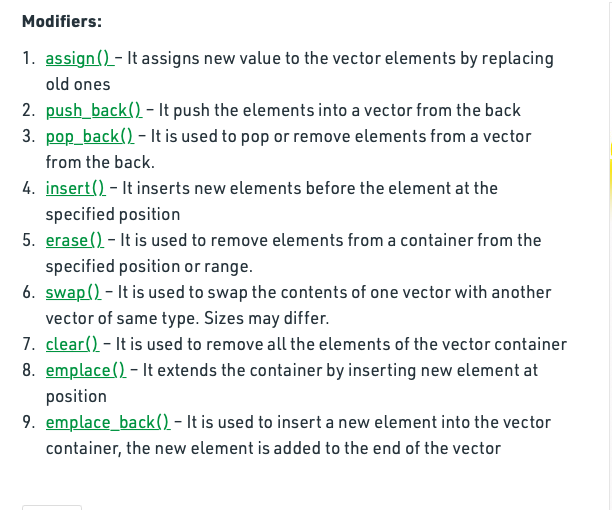 Modifiers:
1. assign() – It assigns new value to the vector elements by replacing
old ones
2. push_back() – It push the elements into a vector from the back
3. pop_back() – It is used to pop or remove elements from a vector
from the back.
4. insert() – It inserts new elements before the element at the
specified position
5. erase() – It is used to remove elements from a container from the
specified position or range.
6. swap() – It is used to swap the contents of one vector with another
vector of same type. Sizes may differ.
7. clear() – It is used to remove all the elements of the vector container
8. emplace() – It extends the container by inserting new element at
position
9. emplace_back() – It is used to insert a new element into the vector
container, the new element is added to the end of the vector